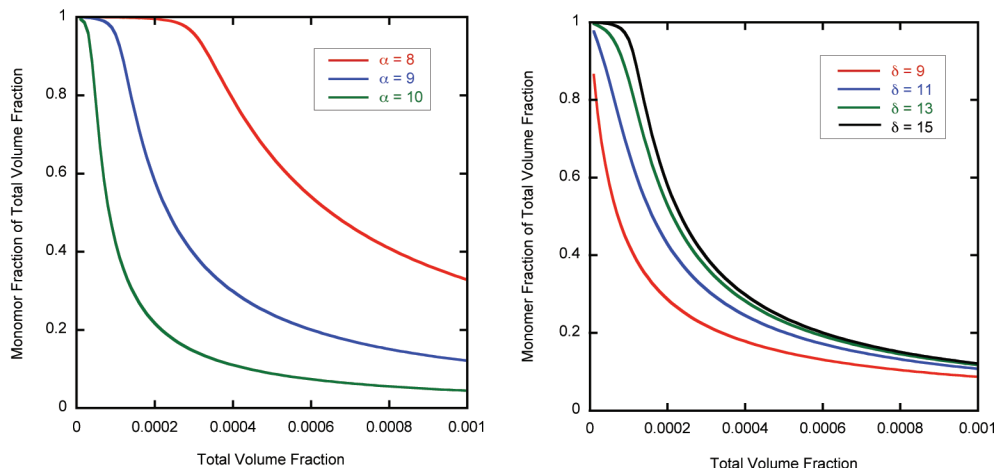 Monomor Fraction of Total Volume Fraction
1
0.8
0.6
0.4
0.2
0
0
0.0002
0.0004
0.0006
0.0008
0.001
Total Volume Fraction
α = 8
α = 9
α = 10
Monomer Fraction of Total Volume Fraction
1
0.8
0.6
0.4
0.2
0
0
0.0002
0.0004
0.0006
0.0008
0.001
Total Volume Fraction
δ = 9
δ = 11
δ = 13
δ = 15